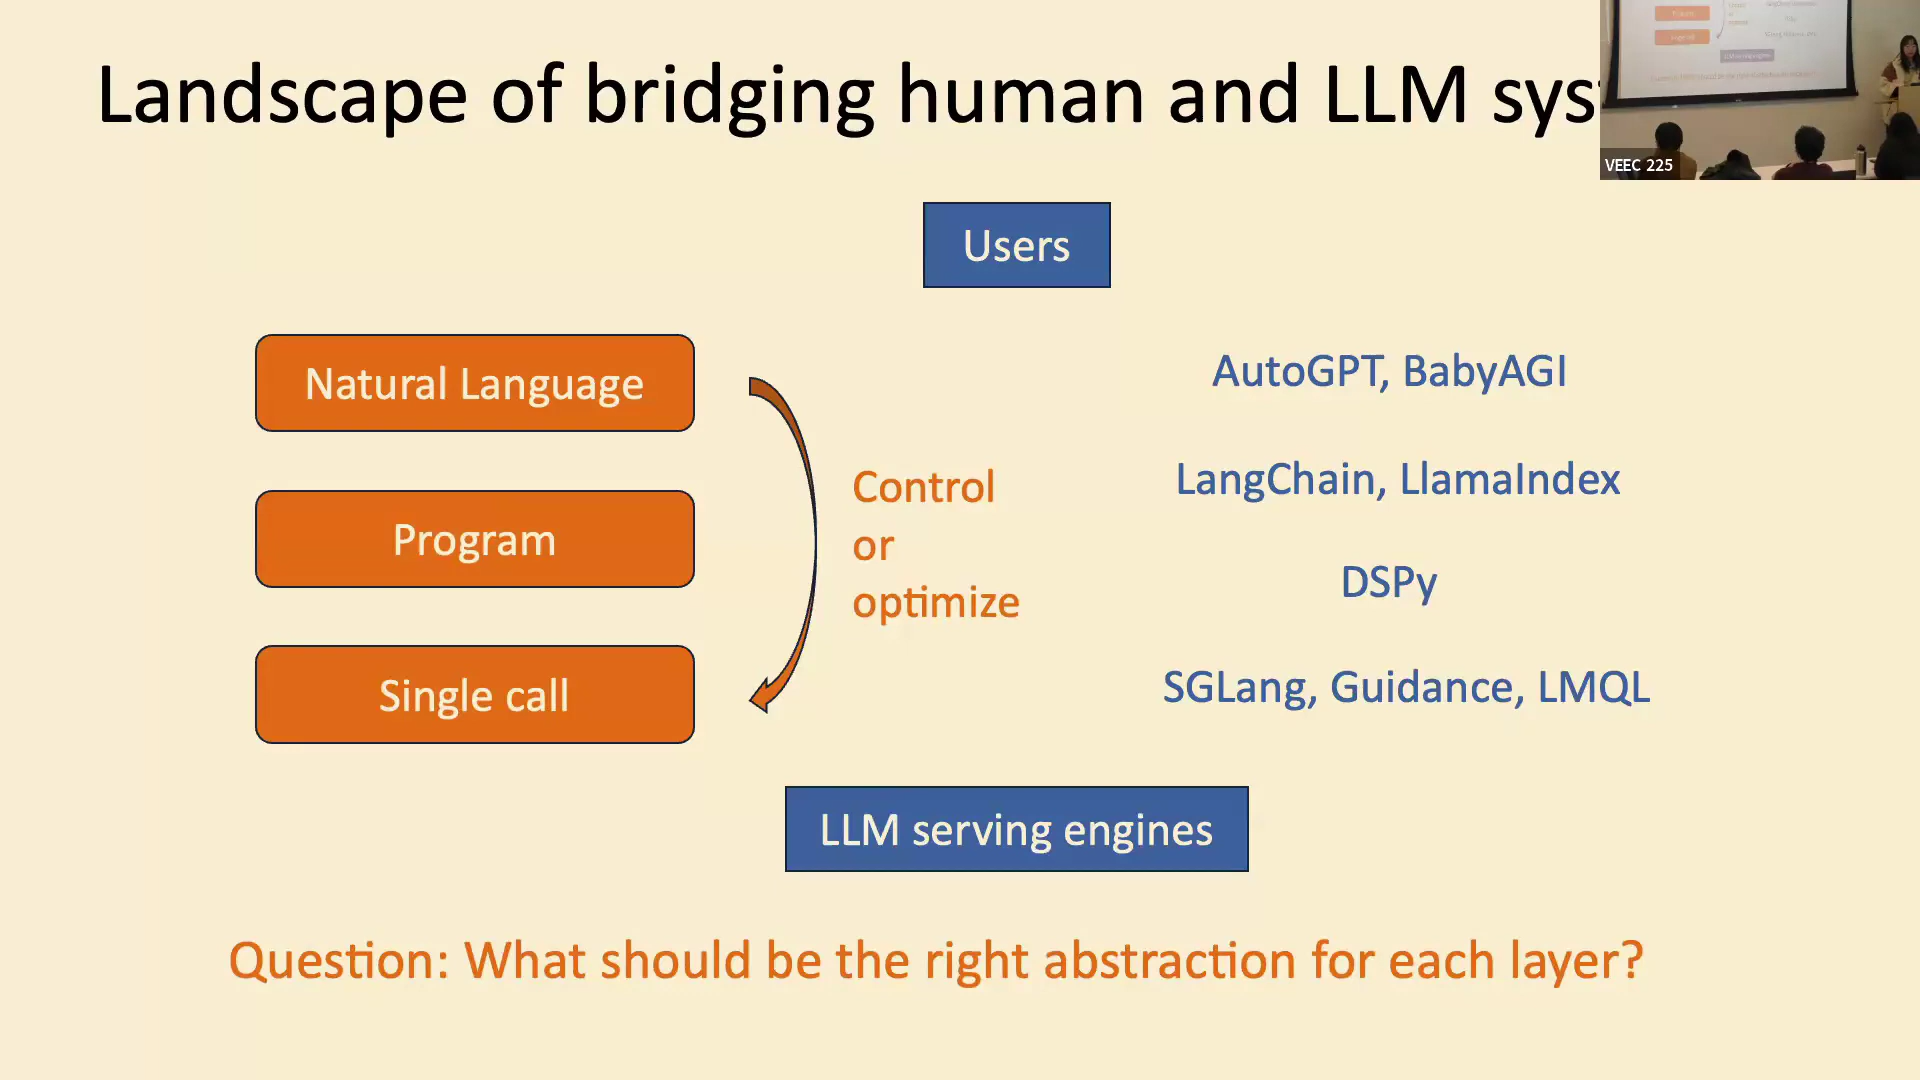 Landscape of bridging human and LLM sys
VEEC 225
Users
Natural Language
Program
Single call
Control
or
optimize
AutoGPT, BabyAGI
LangChain, LlamaIndex
DSPy
SGLang, Guidance, LMQL
LLM serving engines
Question: What should be the right abstraction for each layer?